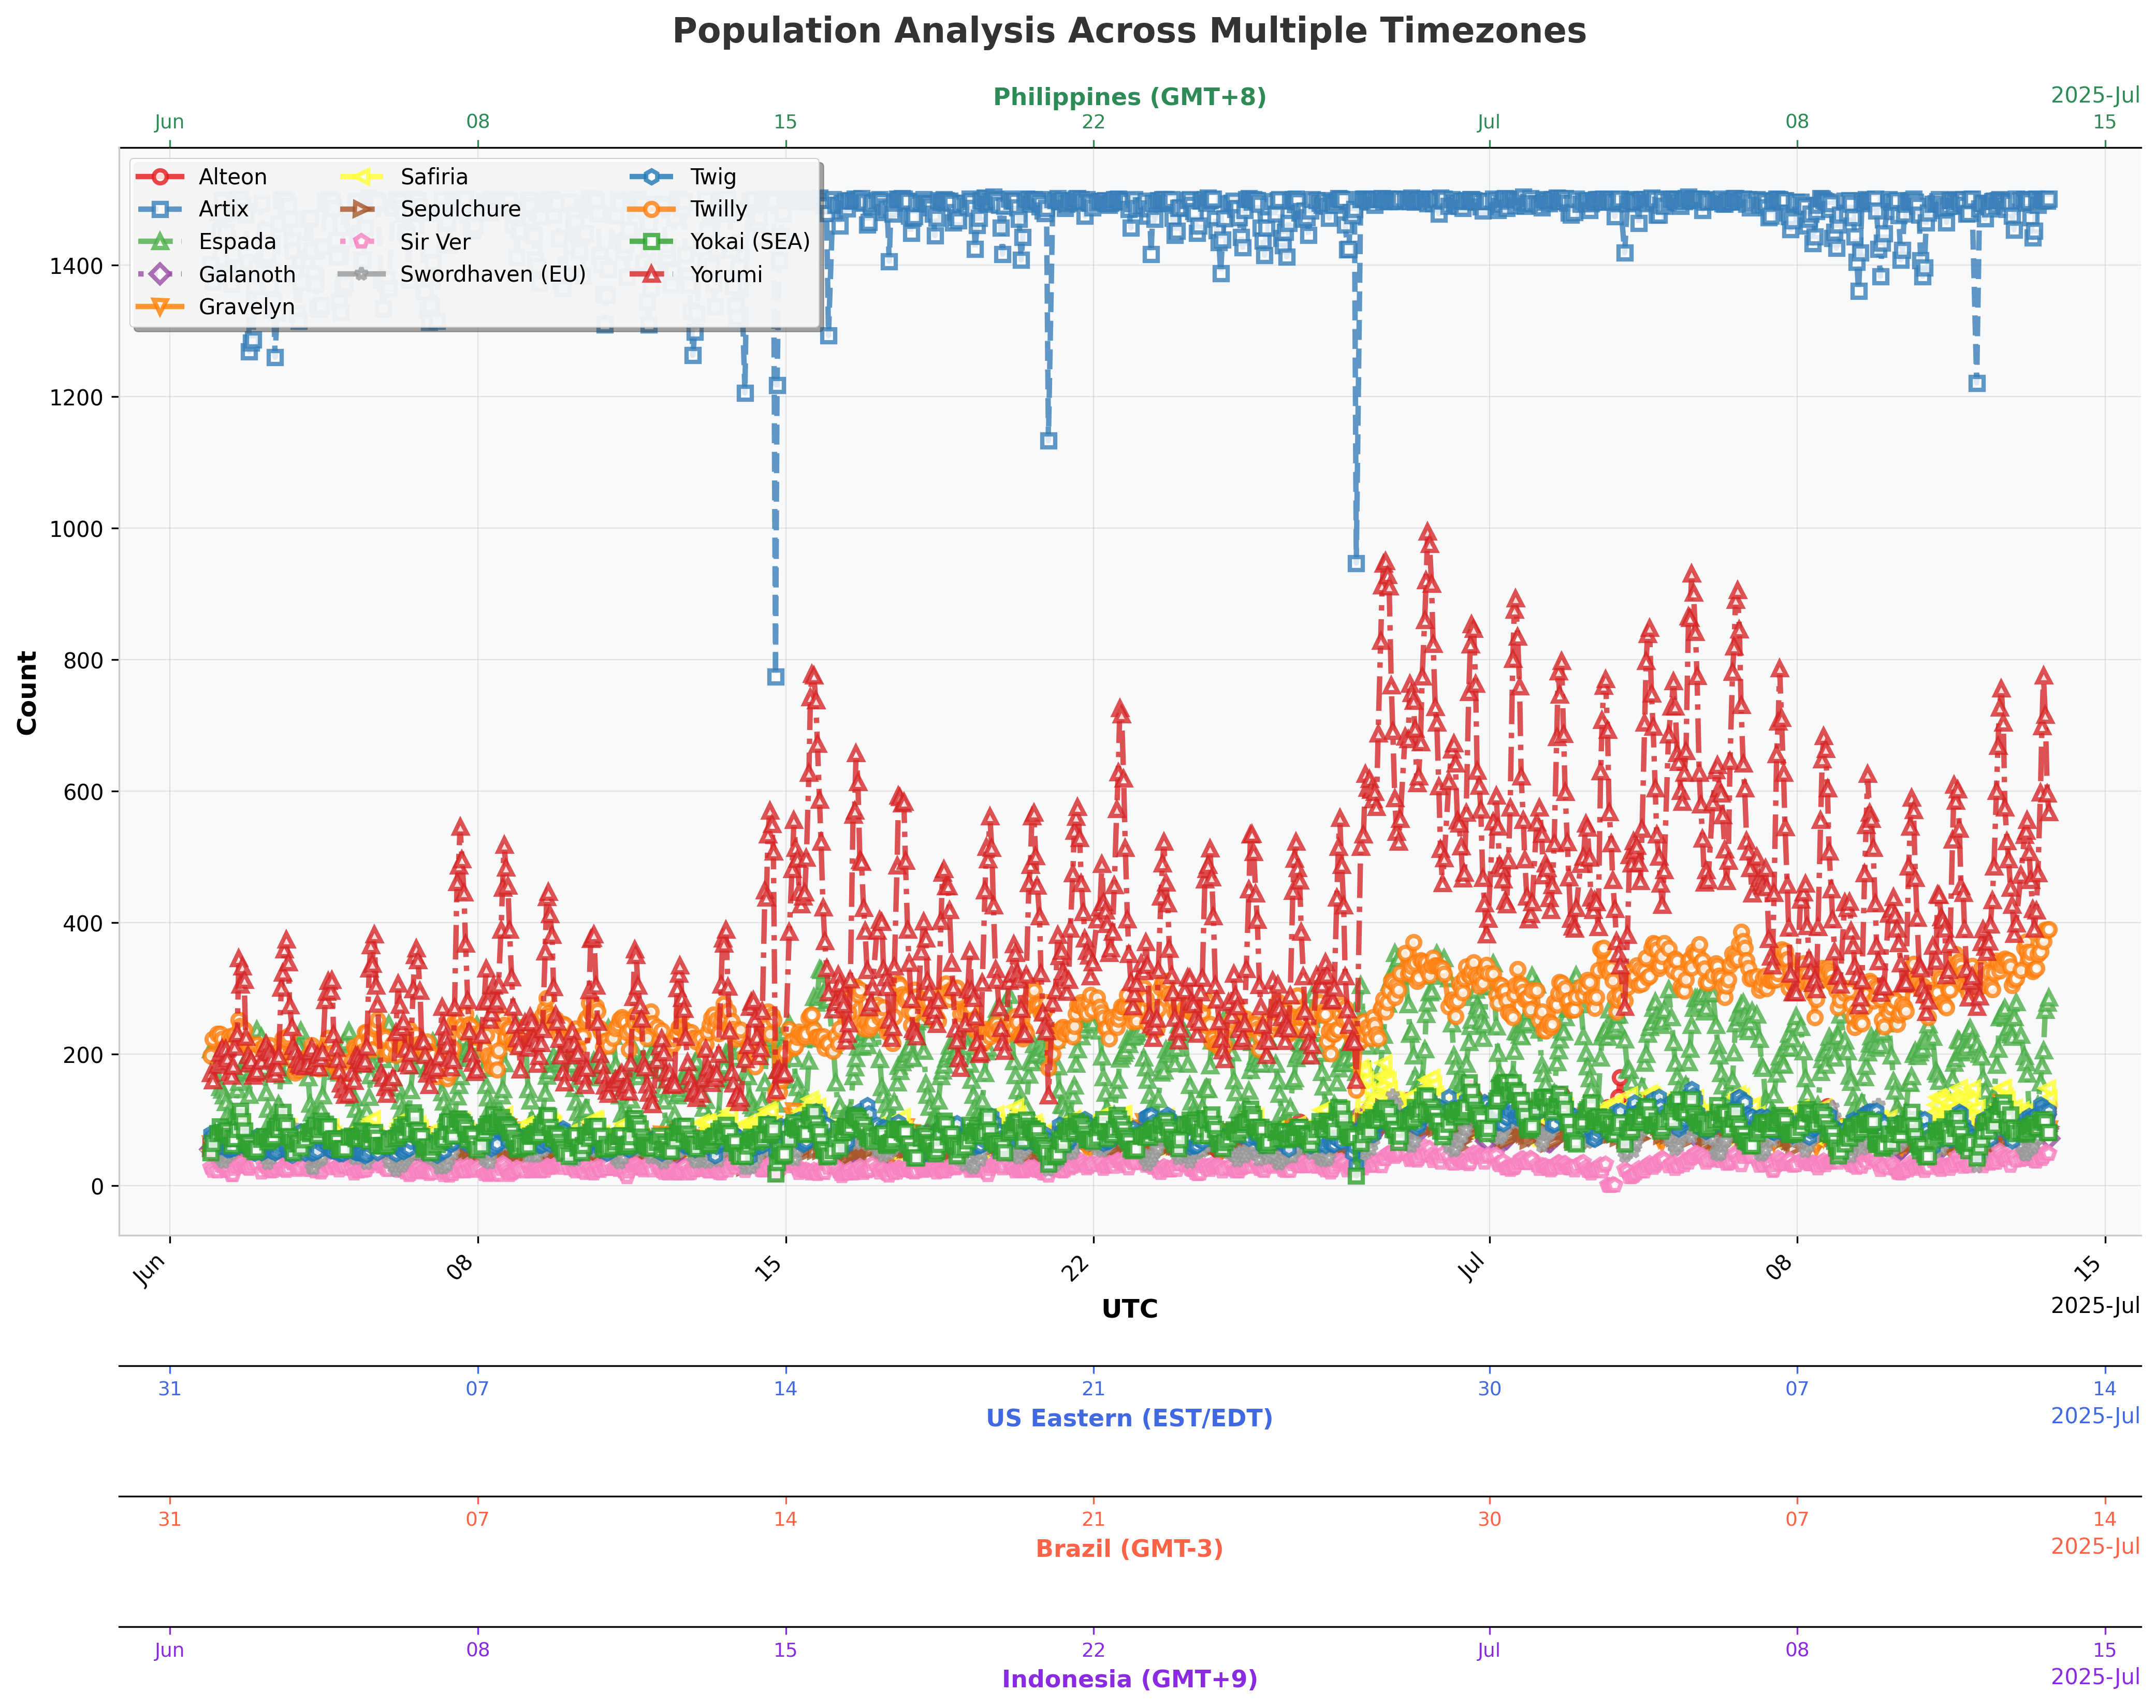 Population Analysis Across Multiple Timezones
Philippines (GMT+8)
2025-Jul
Jun 08 15 22 Jul 08 15
Alteon Safiria Twig
Artix Sepulchure Twilly
Espada Sir Ver Yokai (SEA)
Galanoth Swordhaven (EU) Yorumi
Gravelyn
1400
1200
1000
800
600
400
200
0
Count
Jun 08 15 22 Jul 08 15
UTC
2025-Jul
31 07 14 21 30 07 14
US Eastern (EST/EDT)
2025-Jul
31 07 14 21 30 07 14
Brazil (GMT-3)
2025-Jul
Jun 08 15 22 Jul 08 15
Indonesia (GMT+9)
2025-Jul